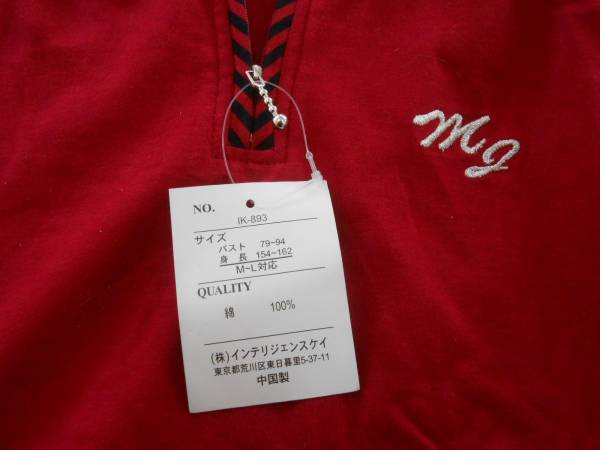 MJ
NO.
IK-893
サイズ
バスト 79~94
身長 154~162
M~L対応
QUALITY
綿 100%
(株)インテリジェンスケイ
東京都荒川区東日暮里5-37-11
中国製